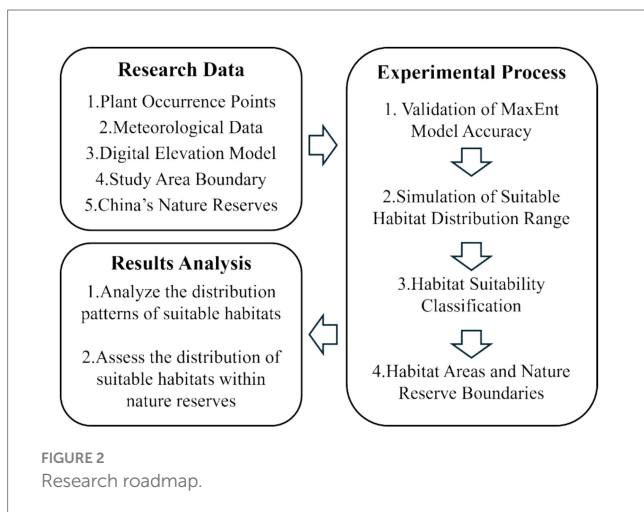 Research Data
1.Plant Occurrence Points
2.Meteorological Data
3.Digital Elevation Model
4.Study Area Boundary
5.China's Nature Reserves
Experimental Process
1. Validation of MaxEnt
Model Accuracy
2.Simulation of Suitable
Habitat Distribution Range
3.Habitat Suitability
Classification
4.Habitat Areas and Nature
Reserve Boundaries
Results Analysis
1.Analyze the distribution
patterns of suitable habitats
2.Assess the distribution of
suitable habitats within
nature reserves
FIGURE 2
Research roadmap.